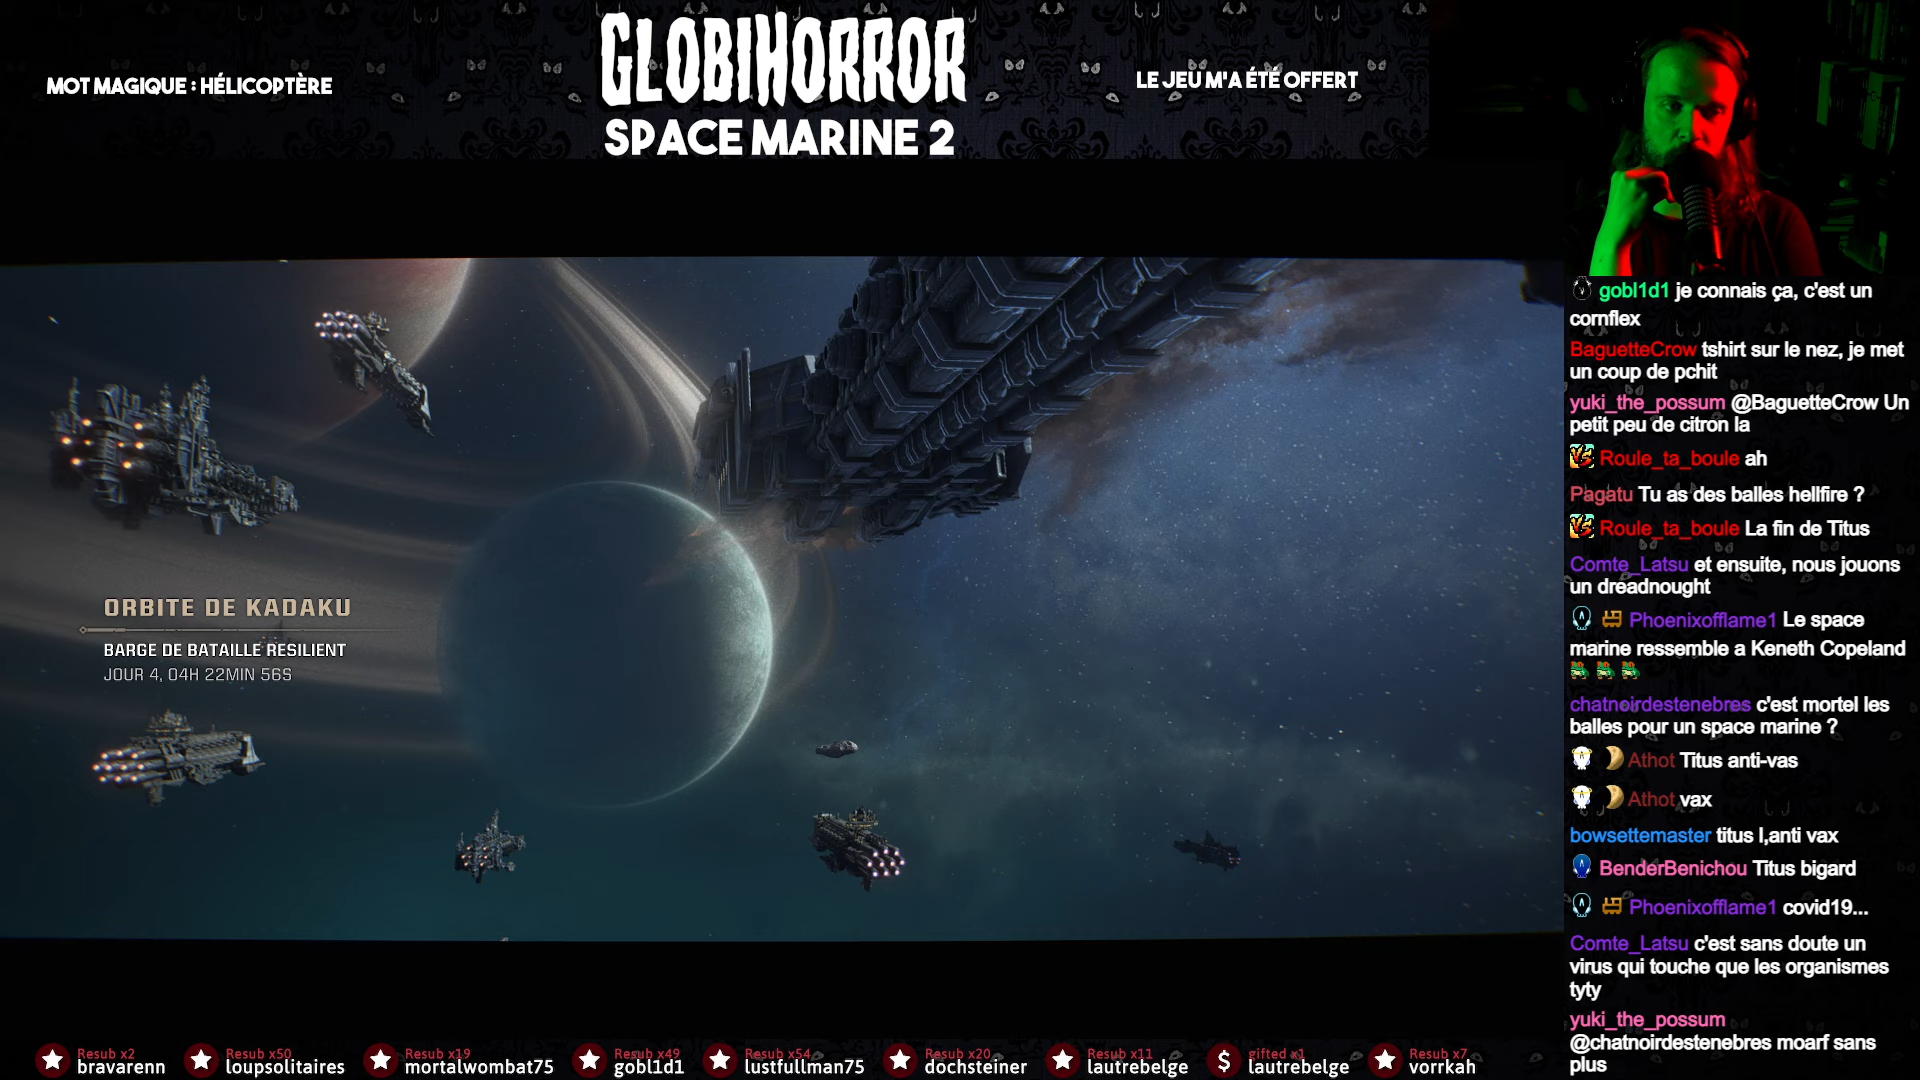 MOT MAGIQUE : HÉLICOPTÈRE
GLOBIHORROR
SPACE MARINE 2
LE JEU M'A ÉTÉ OFFERT
ORBITE DE KADAKU
BARGE DE BATAILLE RESILIENT
JOUR 4, 04H 22MIN 56S
gobl1d1 je connais ça, c'est un
cornflex
BaguetteCrow tshirt sur le nez, je met
un coup de pchit
yuki_the_possum @BaguetteCrow Un
petit peu de citron la
Roule_ta_boule ah
Pagatu Tu as des balles hellfire ?
Roule_ta_boule La fin de Titus
Comte_Latsu et ensuite, nous jouons
un dreadnought
Phoenixofflame1 Le space
marine ressemble a Keneth Copeland
chatnoirdestenebres c'est mortel les
balles pour un space marine ?
Athot Titus anti-vas
Athot vax
bowsettemaster titus l,anti vax
BenderBenichou Titus bigard
Phoenixofflame1 covid19...
Comte_Latsu c'est sans doute un
virus qui touche que les organismes
tyty
yuki_the_possum
@chatnoirdestenebres moarf sans
plus
Resub x2
bravarenn
Resub x50
loupsolitaires
Resub x19
mortalwombat75
Resub x49
gobl1d1
Resub x54
lustfullman75
Resub x20
dochsteiner
Resub x11
lautrebelge
gifted x1
lautrebelge
Resub x7
vorrkah